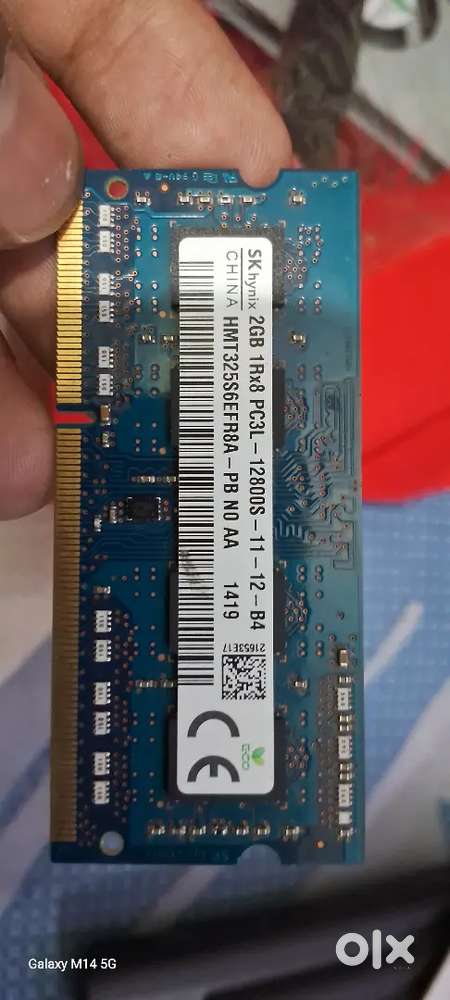 SK hynix 2GB 1Rx8 PC3L-12800S-11-12-B4
CHINA HMT325S6EFR8A-PB N0 AA 1419
21653E17
ECO
CE
Galaxy M14 5G
olx